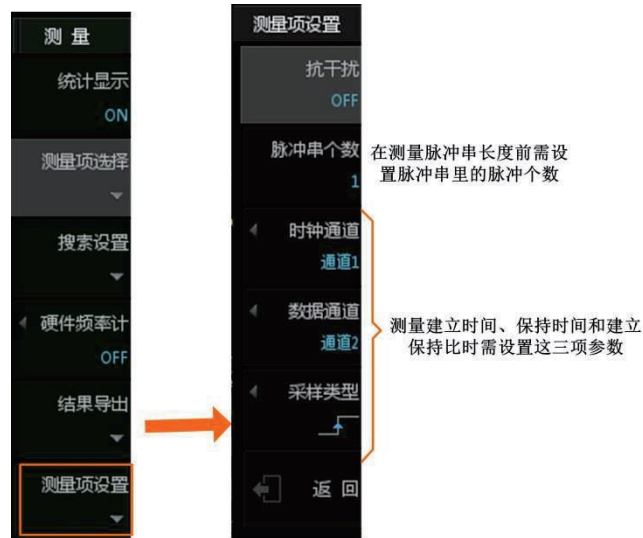 测 量
统计显示
ON
测量项选择
搜索设置
硬件频率计
OFF
结果导出
测量项设置
测量项设置
抗干扰
OFF
脉冲串个数
1
时钟通道
通道1
数据通道
通道2
采样类型
返 回
在测量脉冲串长度前需设
置脉冲串里的脉冲个数
测量建立时间、保持时间和建立
保持比时需设置这三项参数